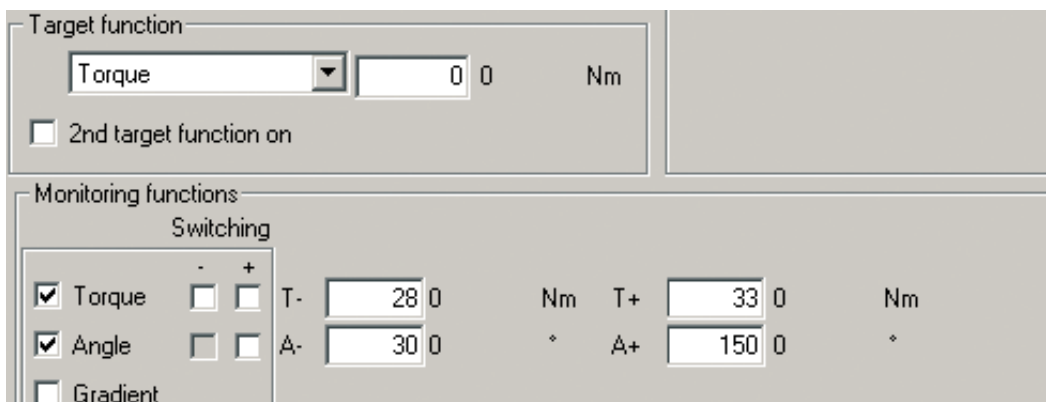 Target function
Torque 0 0 Nm
2nd target function on
Monitoring functions
Switching
- +
Torque T- 28 0 Nm T+ 33 0 Nm
Angle A- 30 0 ° A+ 150 0 °
Gradient